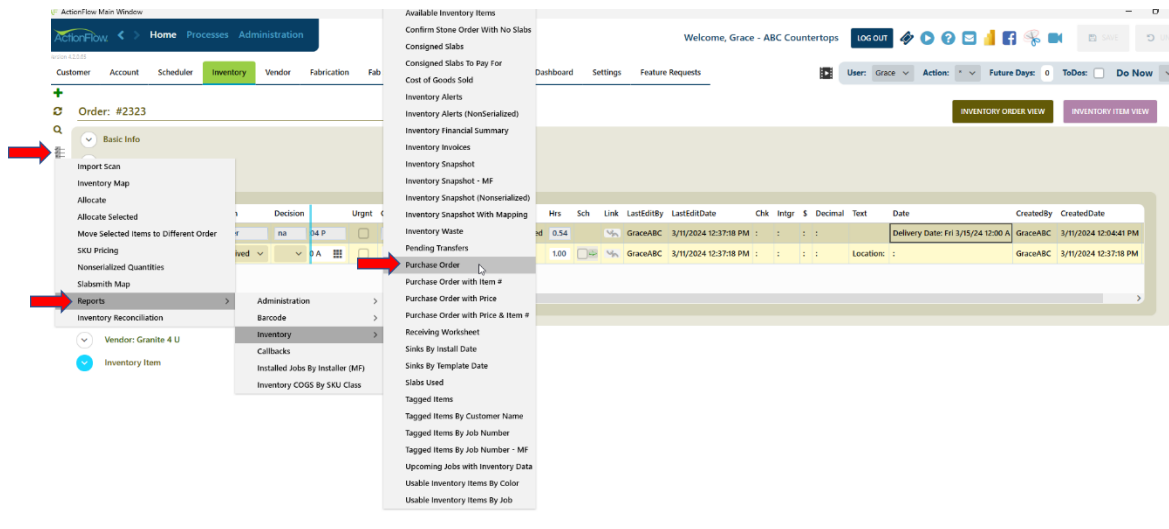 ActionFlow Main Window
ActionFlow Home Processes Administration
Welcome, Grace - ABC Countertops LOG OUT SAVE
Customer Account Scheduler Inventory Vendor Fabrication Fab Dashboard Settings Feature Requests
User: Grace Action: * Future Days: 0 ToDos: Do Now
Order: #2323
INVENTORY ORDER VIEW INVENTORY ITEM VIEW
Basic Info
Import Scan
Inventory Map
Allocate
Allocate Selected
Move Selected Items to Different Order
SKU Pricing
Nonserialized Quantities
Slabsmith Map
Reports
Inventory Reconciliation
Administration
Barcode
Inventory
Callbacks
Installed Jobs By Installer (MF)
Inventory COGS By SKU Class
Available Inventory Items
Confirm Stone Order With No Slabs
Consigned Slabs
Consigned Slabs To Pay For
Cost of Goods Sold
Inventory Alerts
Inventory Alerts (NonSerialized)
Inventory Financial Summary
Inventory Invoices
Inventory Snapshot
Inventory Snapshot - MF
Inventory Snapshot (Nonserialized)
Inventory Snapshot With Mapping
Inventory Waste
Pending Transfers
Purchase Order
Purchase Order with Item #
Purchase Order with Price
Purchase Order with Price & Item #
Receiving Worksheet
Sinks By Install Date
Sinks By Template Date
Slabs Used
Tagged Items
Tagged Items By Customer Name
Tagged Items By Job Number
Tagged Items By Job Number - MF
Upcoming Jobs with Inventory Data
Usable Inventory Items By Color
Usable Inventory Items By Job
Decision Urgnt Hrs Sch Link LastEditBy LastEditDate Chk Intgr $ Decimal Text Date CreatedBy CreatedDate
na 04 P ed 0.54 GraceABC 3/11/2024 12:37:18 PM : : : : Delivery Date: Fri 3/15/24 12:00 A GraceABC 3/11/2024 12:04:41 PM
ived 0 A 1.00 GraceABC 3/11/2024 12:37:18 PM : : : : Location: : GraceABC 3/11/2024 12:37:18 PM
Vendor: Granite 4 U
Inventory Item